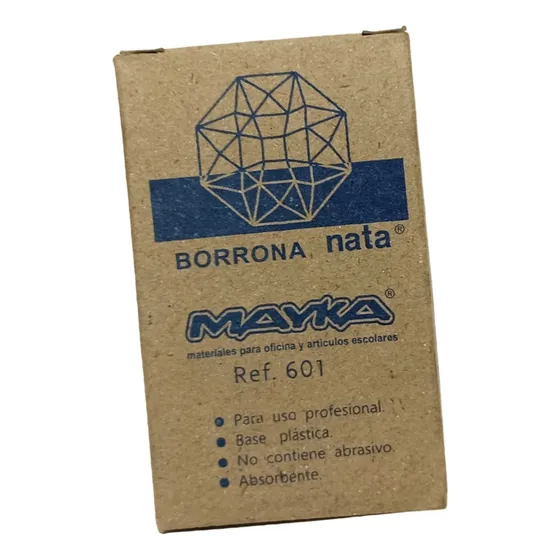 BORRONA nata®
MAYKA®
materiales para oficina y artículos escolares
Ref. 601
• Para uso profesional.
• Base plástica.
• No contiene abrasivo.
• Absorbente.